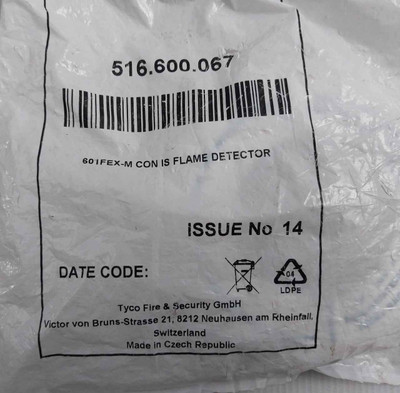 516.600.067
601FEX-M CON IS FLAME DETECTOR
ISSUE No 14
DATE CODE:
04
LDPE
Tyco Fire & Security GmbH
Victor von Bruns-Strasse 21, 8212 Neuhausen am Rheinfall,
Switzerland
Made in Czech Republic